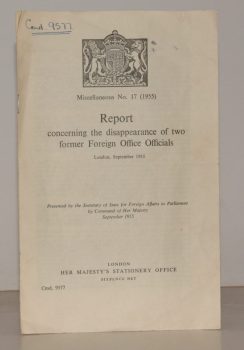 Cmd 9577
Miscellaneous No. 17 (1955)
Report
concerning the disappearance of two
former Foreign Office Officials
London, September 1955
Presented by the Secretary of State for Foreign Affairs to Parliament
by Command of Her Majesty
September 1955
LONDON
HER MAJESTY'S STATIONERY OFFICE
SIXPENCE NET
Cmd. 9577